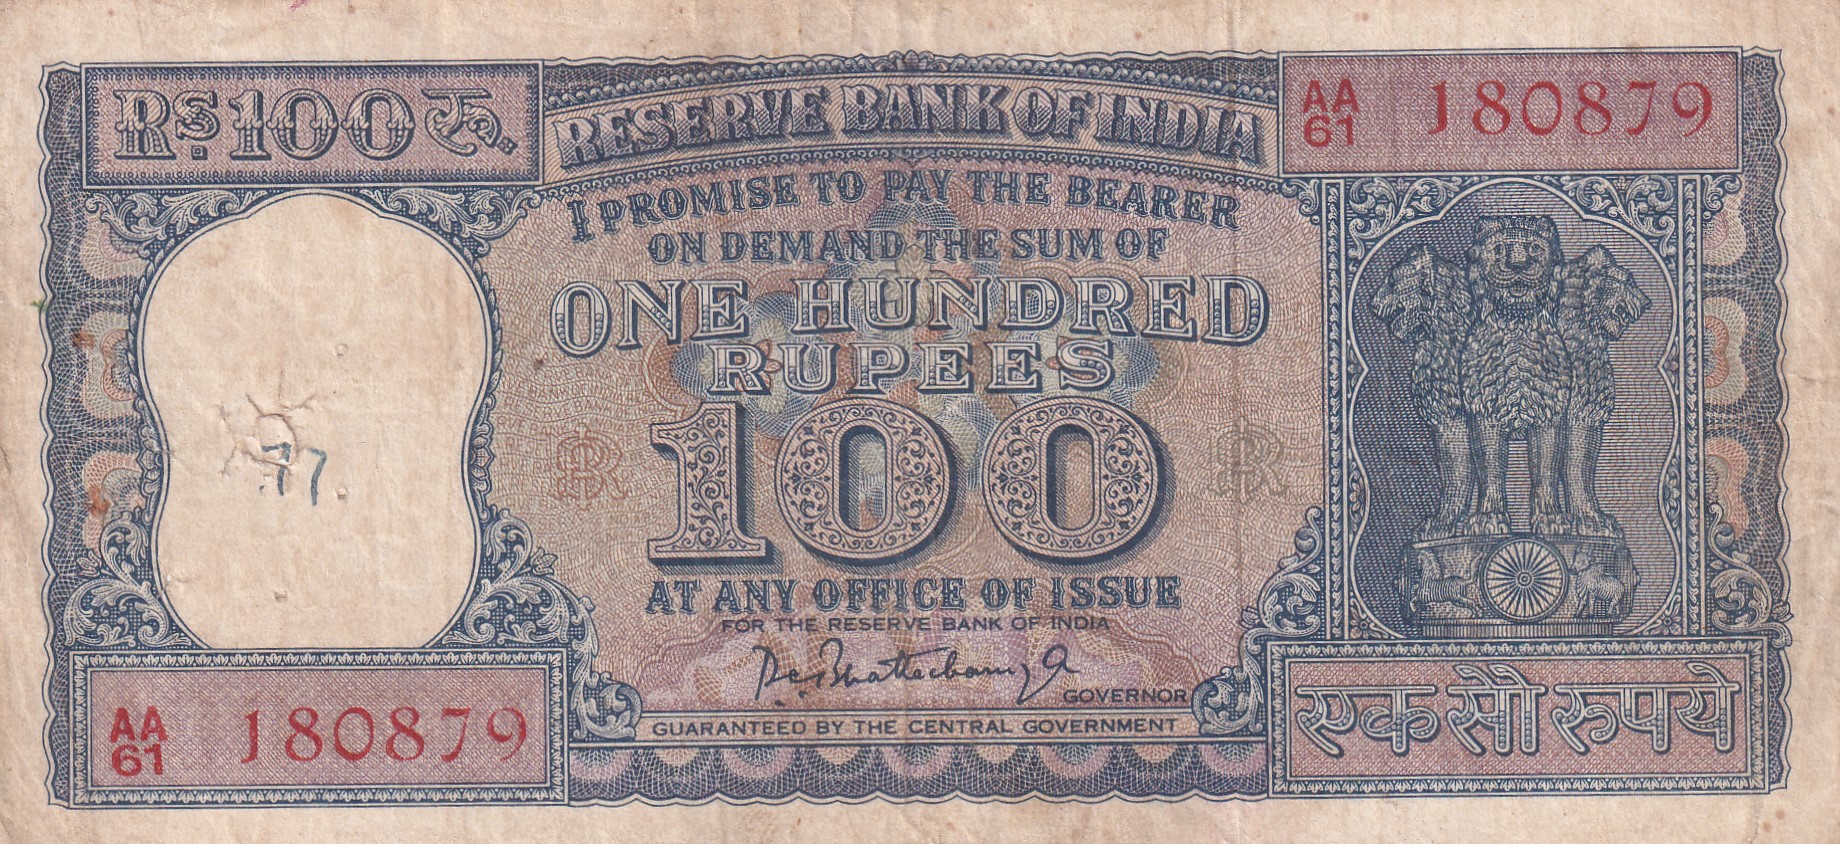 Rs. 100 रु.
RESERVE BANK OF INDIA
AA
61 180879
I PROMISE TO PAY THE BEARER
ON DEMAND THE SUM OF
ONE HUNDRED
RUPEES
100
77
AT ANY OFFICE OF ISSUE
FOR THE RESERVE BANK OF INDIA
P.C. Bhattacharyya
GOVERNOR
GUARANTEED BY THE CENTRAL GOVERNMENT
AA
61 180879
एक सौ रुपये